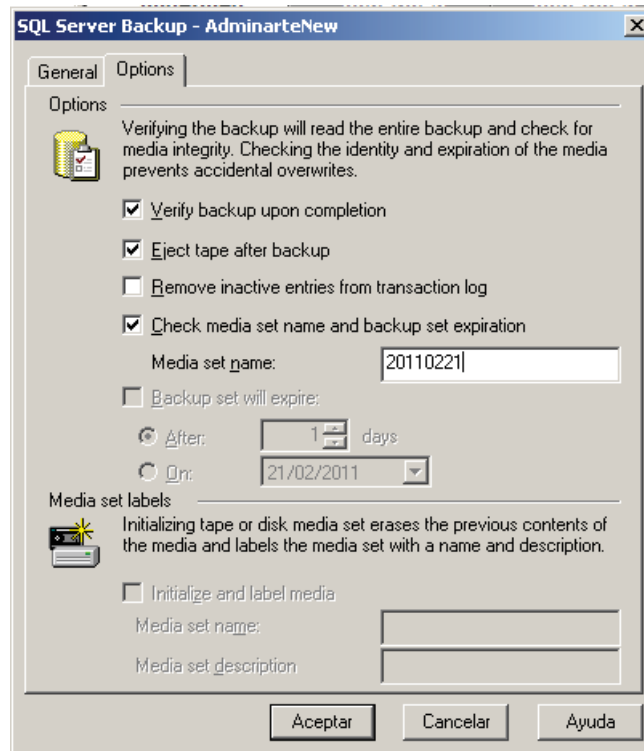 SQL Server Backup - AdminarteNew
General
Options
Options
Verifying the backup will read the entire backup and check for
media integrity. Checking the identity and expiration of the media
prevents accidental overwrites.
Verify backup upon completion
Eject tape after backup
Remove inactive entries from transaction log
Check media set name and backup set expiration
Media set name: 20110221
Backup set will expire:
After: 1 days
On: 21/02/2011
Media set labels
Initializing tape or disk media set erases the previous contents of
the media and labels the media set with a name and description.
Initialize and label media
Media set name:
Media set description
Aceptar Cancelar Ayuda